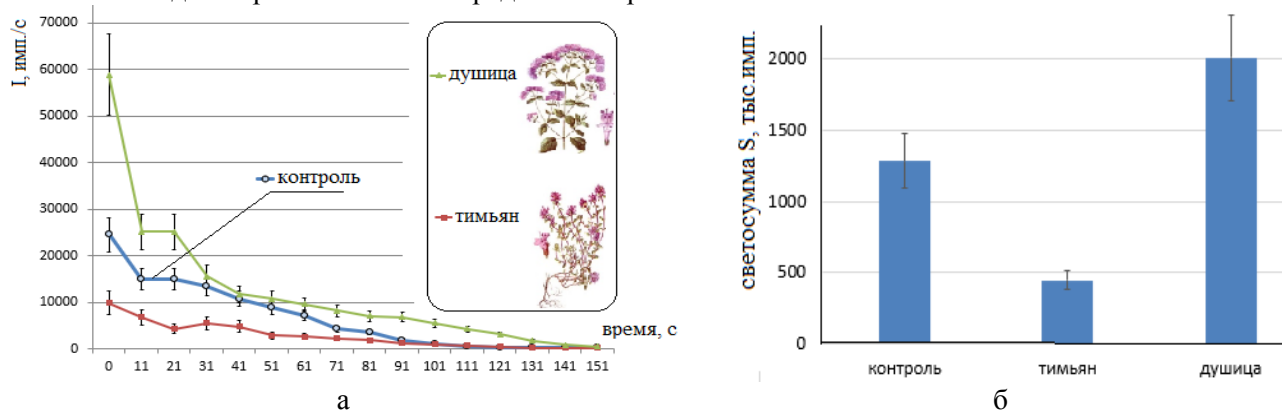 I, имп./с
70000
60000
50000
40000
30000
20000
10000
0
0 11 21 31 41 51 61 71 81 91 101 111 121 131 141 151
время, с
душица
контроль
тимьян
а
светосумма S, тыс.имп.
2000
1500
1000
500
0
контроль тимьян душица
б